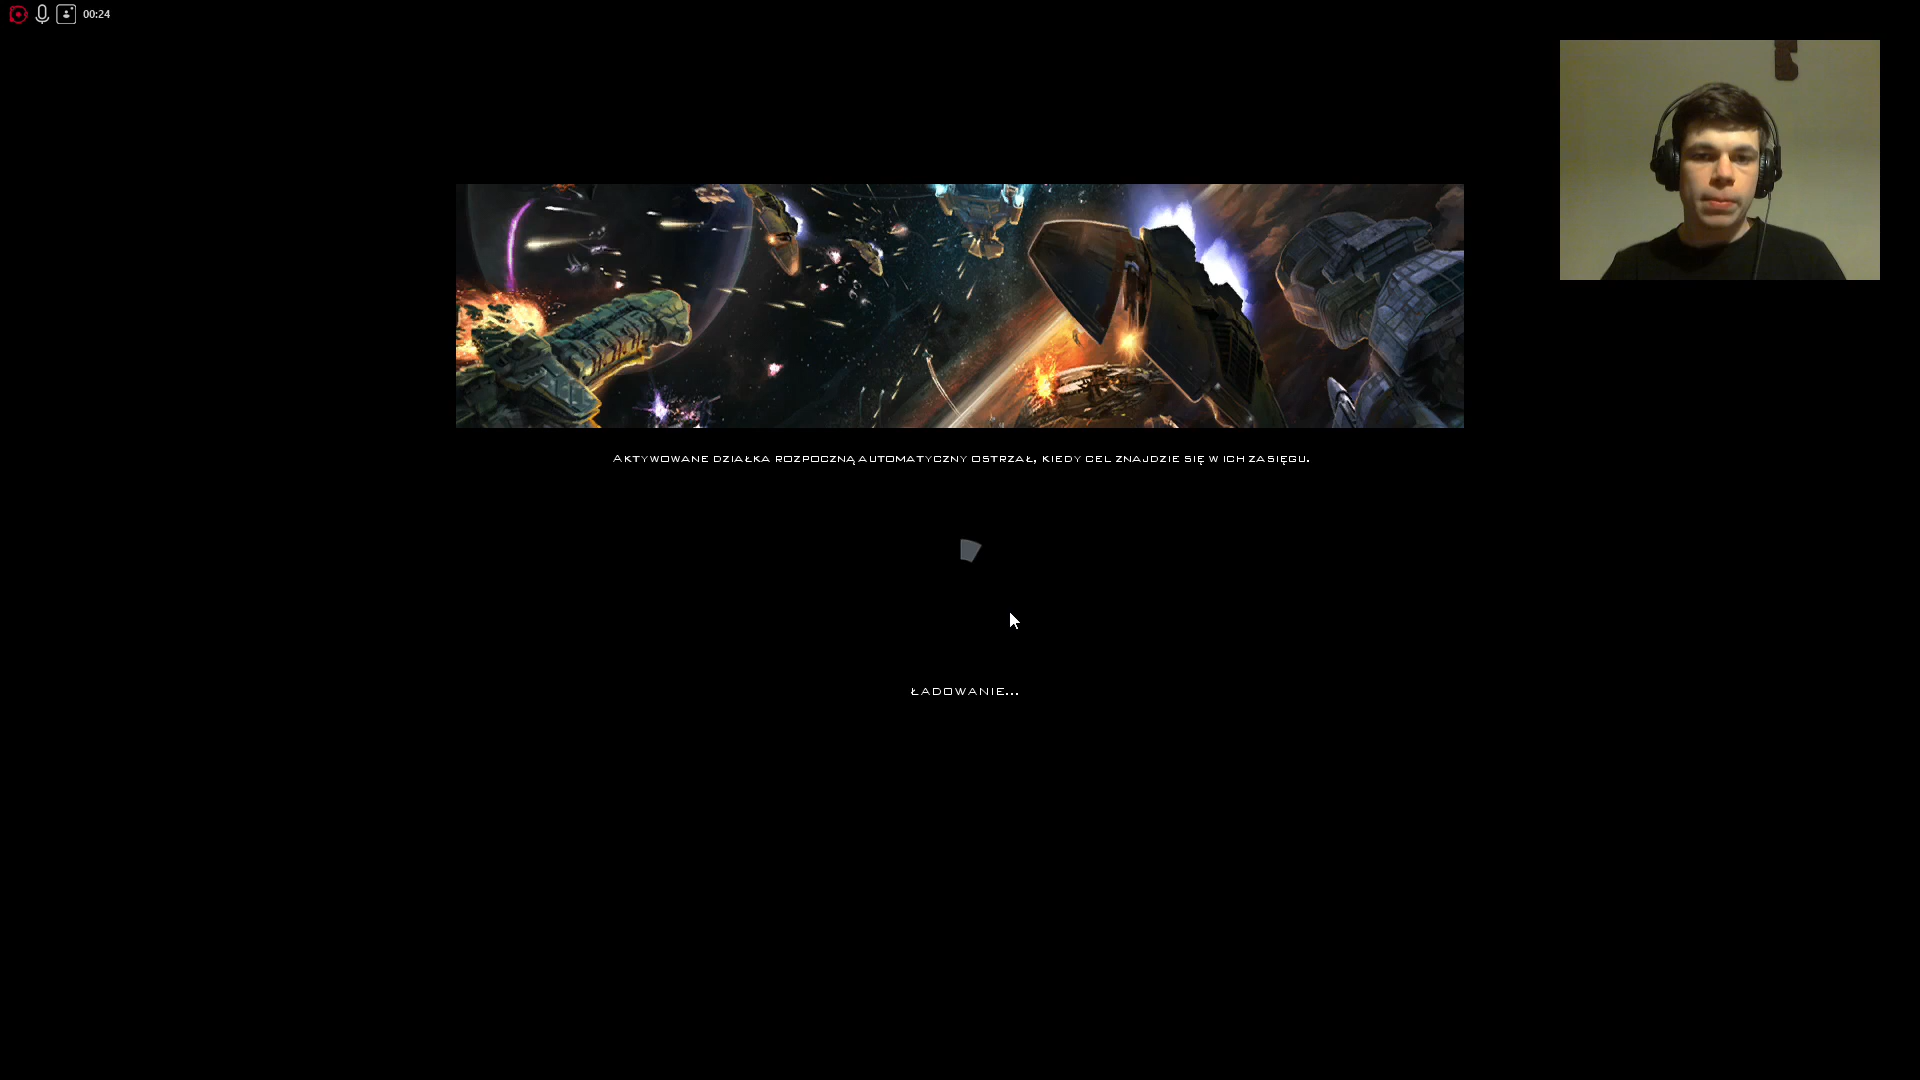 00:24
Aktywowane działka rozpoczną automatyczny ostrzał, kiedy cel znajdzie się w ich zasięgu.
Ładowanie...